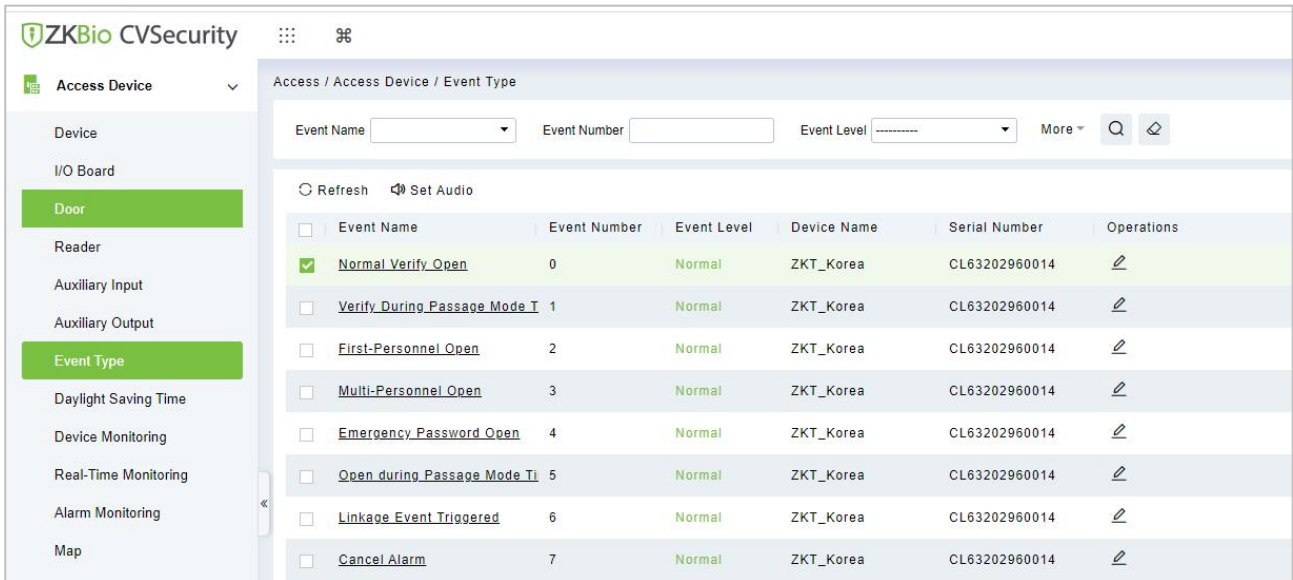 ZKBio CVSecurity
Access Device
Device
I/O Board
Door
Reader
Auxiliary Input
Auxiliary Output
Event Type
Daylight Saving Time
Device Monitoring
Real-Time Monitoring
Alarm Monitoring
Map
Access / Access Device / Event Type
Event Name Event Number Event Level ---------- More
Refresh Set Audio
Event Name Event Number Event Level Device Name Serial Number Operations
Normal Verify Open 0 Normal ZKT_Korea CL63202960014
Verify During Passage Mode T 1 Normal ZKT_Korea CL63202960014
First-Personnel Open 2 Normal ZKT_Korea CL63202960014
Multi-Personnel Open 3 Normal ZKT_Korea CL63202960014
Emergency Password Open 4 Normal ZKT_Korea CL63202960014
Open during Passage Mode Ti 5 Normal ZKT_Korea CL63202960014
Linkage Event Triggered 6 Normal ZKT_Korea CL63202960014
Cancel Alarm 7 Normal ZKT_Korea CL63202960014